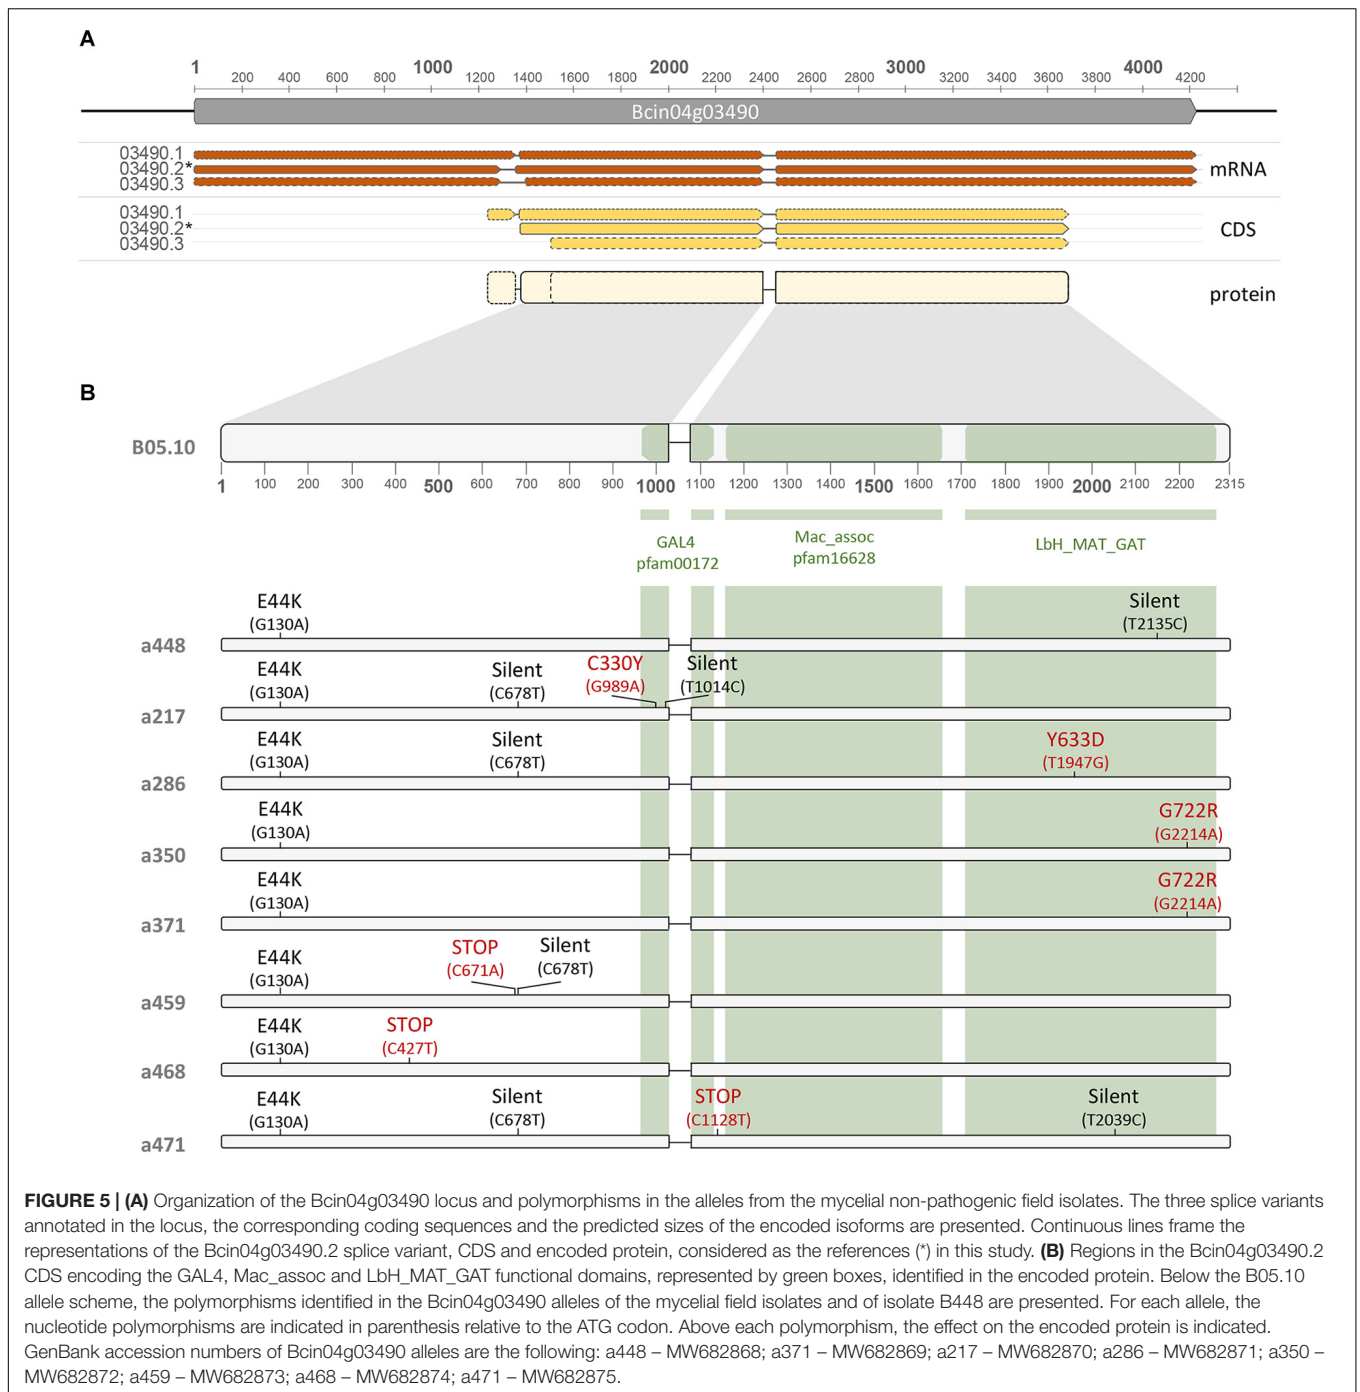 A
1 200 400 600 800 1000 1200 1400 1600 1800 2000 2200 2400 2600 2800 3000 3200 3400 3600 3800 4000 4200
Bcin04g03490
03490.1
03490.2*
03490.3
mRNA
03490.1
03490.2*
03490.3
CDS
protein
B
B05.10
1 100 200 300 400 500 600 700 800 900 1000 1100 1200 1300 1400 1500 1600 1700 1800 1900 2000 2100 2200 2315
GAL4
pfam00172
Mac_assoc
pfam16628
LbH_MAT_GAT
E44K Silent
(G130A) (T2135C)
a448
E44K Silent C330Y Silent
(G130A) (C678T) (G989A) (T1014C)
a217
E44K Silent Y633D
(G130A) (C678T) (T1947G)
a286
E44K G722R
(G130A) (G2214A)
a350
E44K G722R
(G130A) (G2214A)
a371
E44K STOP Silent
(G130A) (C671A) (C678T)
a459
E44K STOP
(G130A) (C427T)
a468
E44K Silent STOP Silent
(G130A) (C678T) (C1128T) (T2039C)
a471
FIGURE 5 | (A) Organization of the Bcin04g03490 locus and polymorphisms in the alleles from the mycelial non-pathogenic field isolates. The three splice variants
annotated in the locus, the corresponding coding sequences and the predicted sizes of the encoded isoforms are presented. Continuous lines frame the
representations of the Bcin04g03490.2 splice variant, CDS and encoded protein, considered as the references (*) in this study. (B) Regions in the Bcin04g03490.2
CDS encoding the GAL4, Mac_assoc and LbH_MAT_GAT functional domains, represented by green boxes, identified in the encoded protein. Below the B05.10
allele scheme, the polymorphisms identified in the Bcin04g03490 alleles of the mycelial field isolates and of isolate B448 are presented. For each allele, the
nucleotide polymorphisms are indicated in parenthesis relative to the ATG codon. Above each polymorphism, the effect on the encoded protein is indicated.
GenBank accession numbers of Bcin04g03490 alleles are the following: a448 – MW682868; a371 – MW682869; a217 – MW682870; a286 – MW682871; a350 –
MW682872; a459 – MW682873; a468 – MW682874; a471 – MW682875.